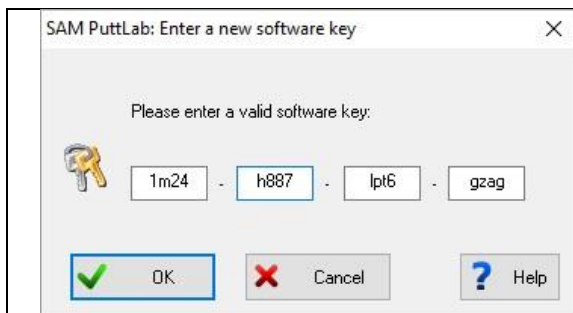 SAM PuttLab: Enter a new software key
Please enter a valid software key:
1m24 - h887 - lpt6 - gzag
OK Cancel ? Help